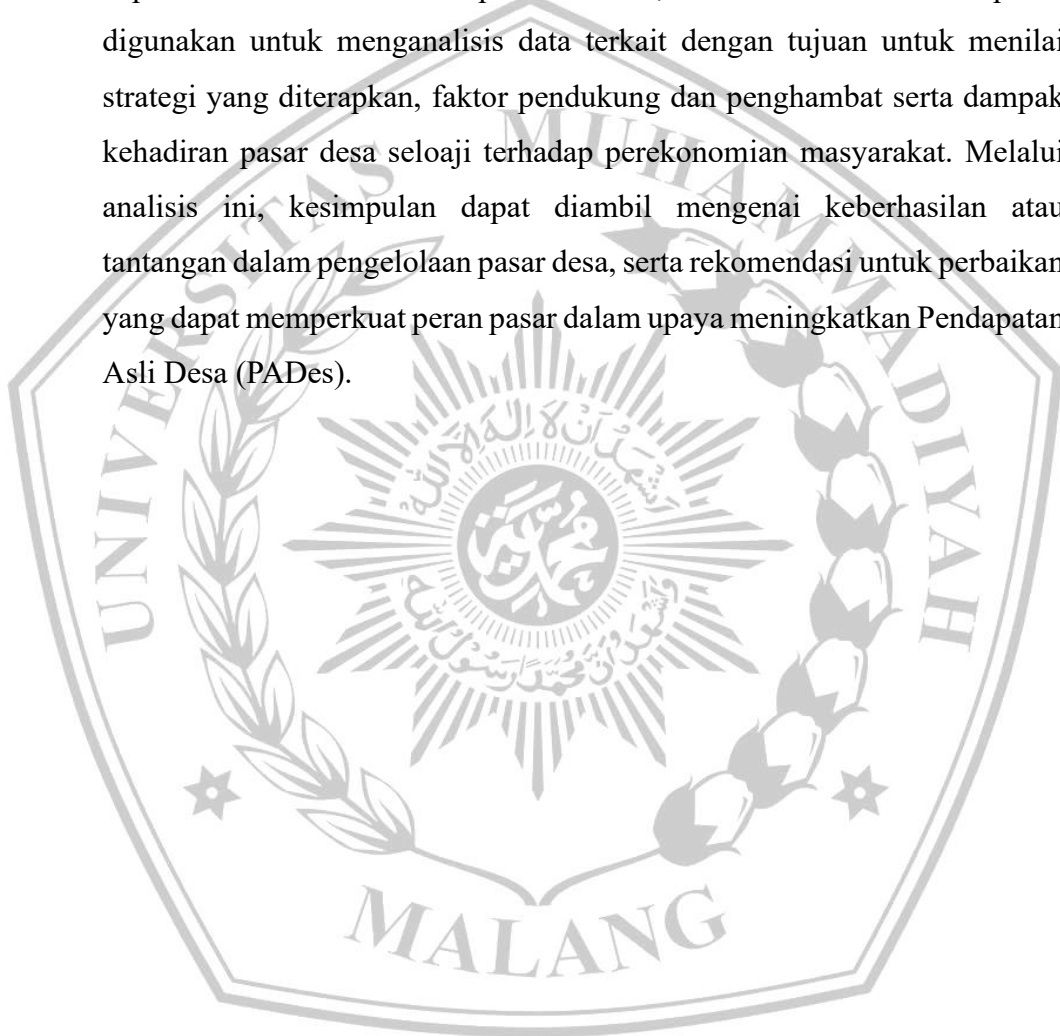 digunakan untuk menganalisis data terkait dengan tujuan untuk menilai
strategi yang diterapkan, faktor pendukung dan penghambat serta dampak
kehadiran pasar desa seloaji terhadap perekonomian masyarakat. Melalui
analisis ini, kesimpulan dapat diambil mengenai keberhasilan atau
tantangan dalam pengelolaan pasar desa, serta rekomendasi untuk perbaikan
yang dapat memperkuat peran pasar dalam upaya meningkatkan Pendapatan
Asli Desa (PADes).
UNIVERSITAS MUHAMMADIYAH
MALANG